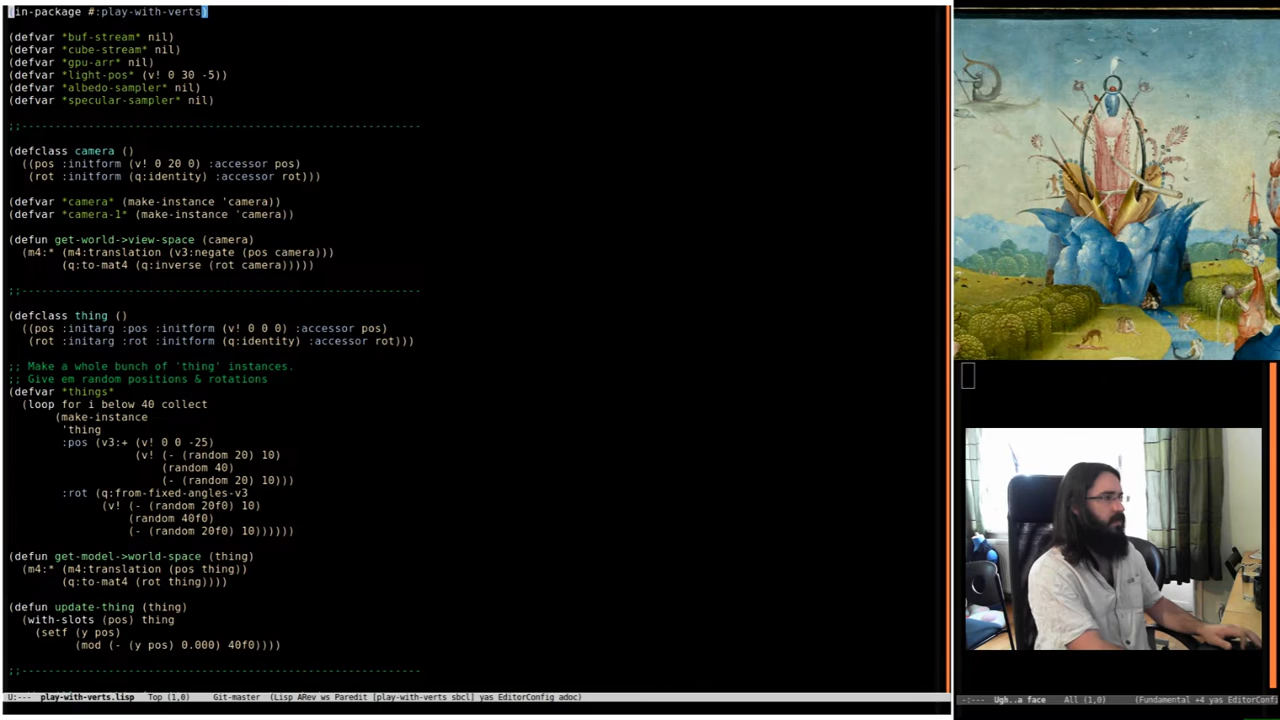 (in-package #:play-with-verts)
(defvar *buf-stream* nil)
(defvar *cube-stream* nil)
(defvar *gpu-arr* nil)
(defvar *light-pos* (v! 0 30 -5))
(defvar *albedo-sampler* nil)
(defvar *specular-sampler* nil)
;;------------------------------------------------------------
(defclass camera ()
((pos :initform (v! 0 20 0) :accessor pos)
(rot :initform (q:identity) :accessor rot)))
(defvar *camera* (make-instance 'camera))
(defvar *camera-1* (make-instance 'camera))
(defun get-world->view-space (camera)
(m4:* (m4:translation (v3:negate (pos camera)))
(q:to-mat4 (q:inverse (rot camera)))))
;;------------------------------------------------------------
(defclass thing ()
((pos :initarg :pos :initform (v! 0 0 0) :accessor pos)
(rot :initarg :rot :initform (q:identity) :accessor rot)))
;; Make a whole bunch of 'thing' instances.
;; Give em random positions & rotations
(defvar *things*
(loop for i below 40 collect
(make-instance
'thing
:pos (v3:+ (v! 0 0 -25)
(v! (- (random 20) 10)
(random 40)
(- (random 20) 10)))
:rot (q:from-fixed-angles-v3
(v! (- (random 20f0) 10)
(random 40f0)
(- (random 20f0) 10))))))
(defun get-model->world-space (thing)
(m4:* (m4:translation (pos thing))
(q:to-mat4 (rot thing))))
(defun update-thing (thing)
(with-slots (pos) thing
(setf (y pos)
(mod (- (y pos) 0.000) 40f0))))
;;------------------------------------------------------------
U:--- play-with-verts.lisp Top (1,0) Git-master (Lisp ARev ws Paredit [play-with-verts sbcl] yas EditorConfig adoc)
-:--- Ugh..a face All (1,0) (Fundamental +4 yas EditorConfi